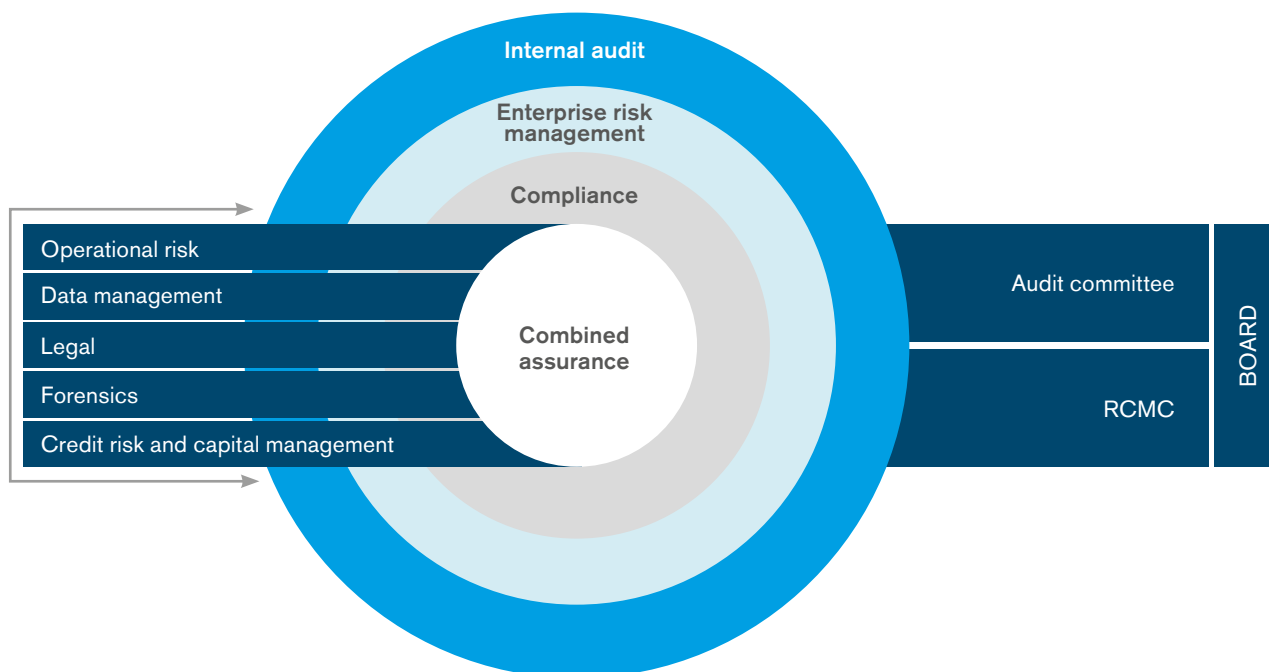 Internal audit
Enterprise risk
management
Compliance
Operational risk
Data management
Legal
Forensics
Credit risk and capital management
Combined
assurance
Audit committee
RCMC
BOARD